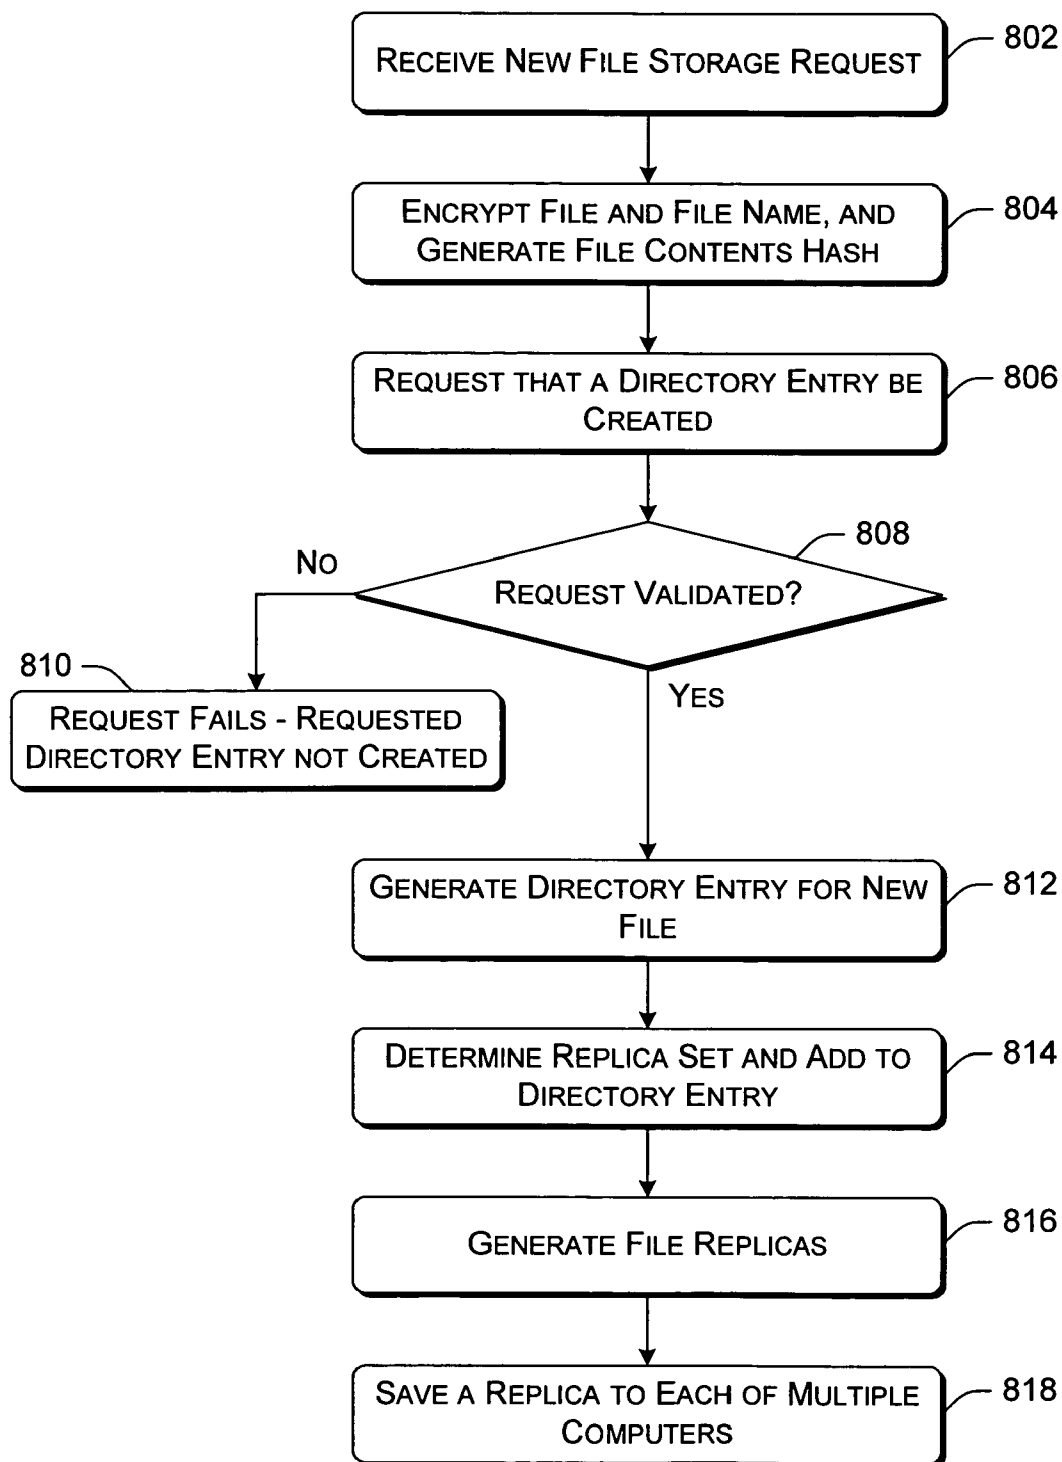 RECEIVE NEW FILE STORAGE REQUEST
802
ENCRYPT FILE AND FILE NAME, AND
GENERATE FILE CONTENTS HASH
804
REQUEST THAT A DIRECTORY ENTRY BE
CREATED
806
REQUEST VALIDATED?
808
NO
YES
810
REQUEST FAILS - REQUESTED
DIRECTORY ENTRY NOT CREATED
GENERATE DIRECTORY ENTRY FOR NEW
FILE
812
DETERMINE REPLICA SET AND ADD TO
DIRECTORY ENTRY
814
GENERATE FILE REPLICAS
816
SAVE A REPLICA TO EACH OF MULTIPLE
COMPUTERS
818